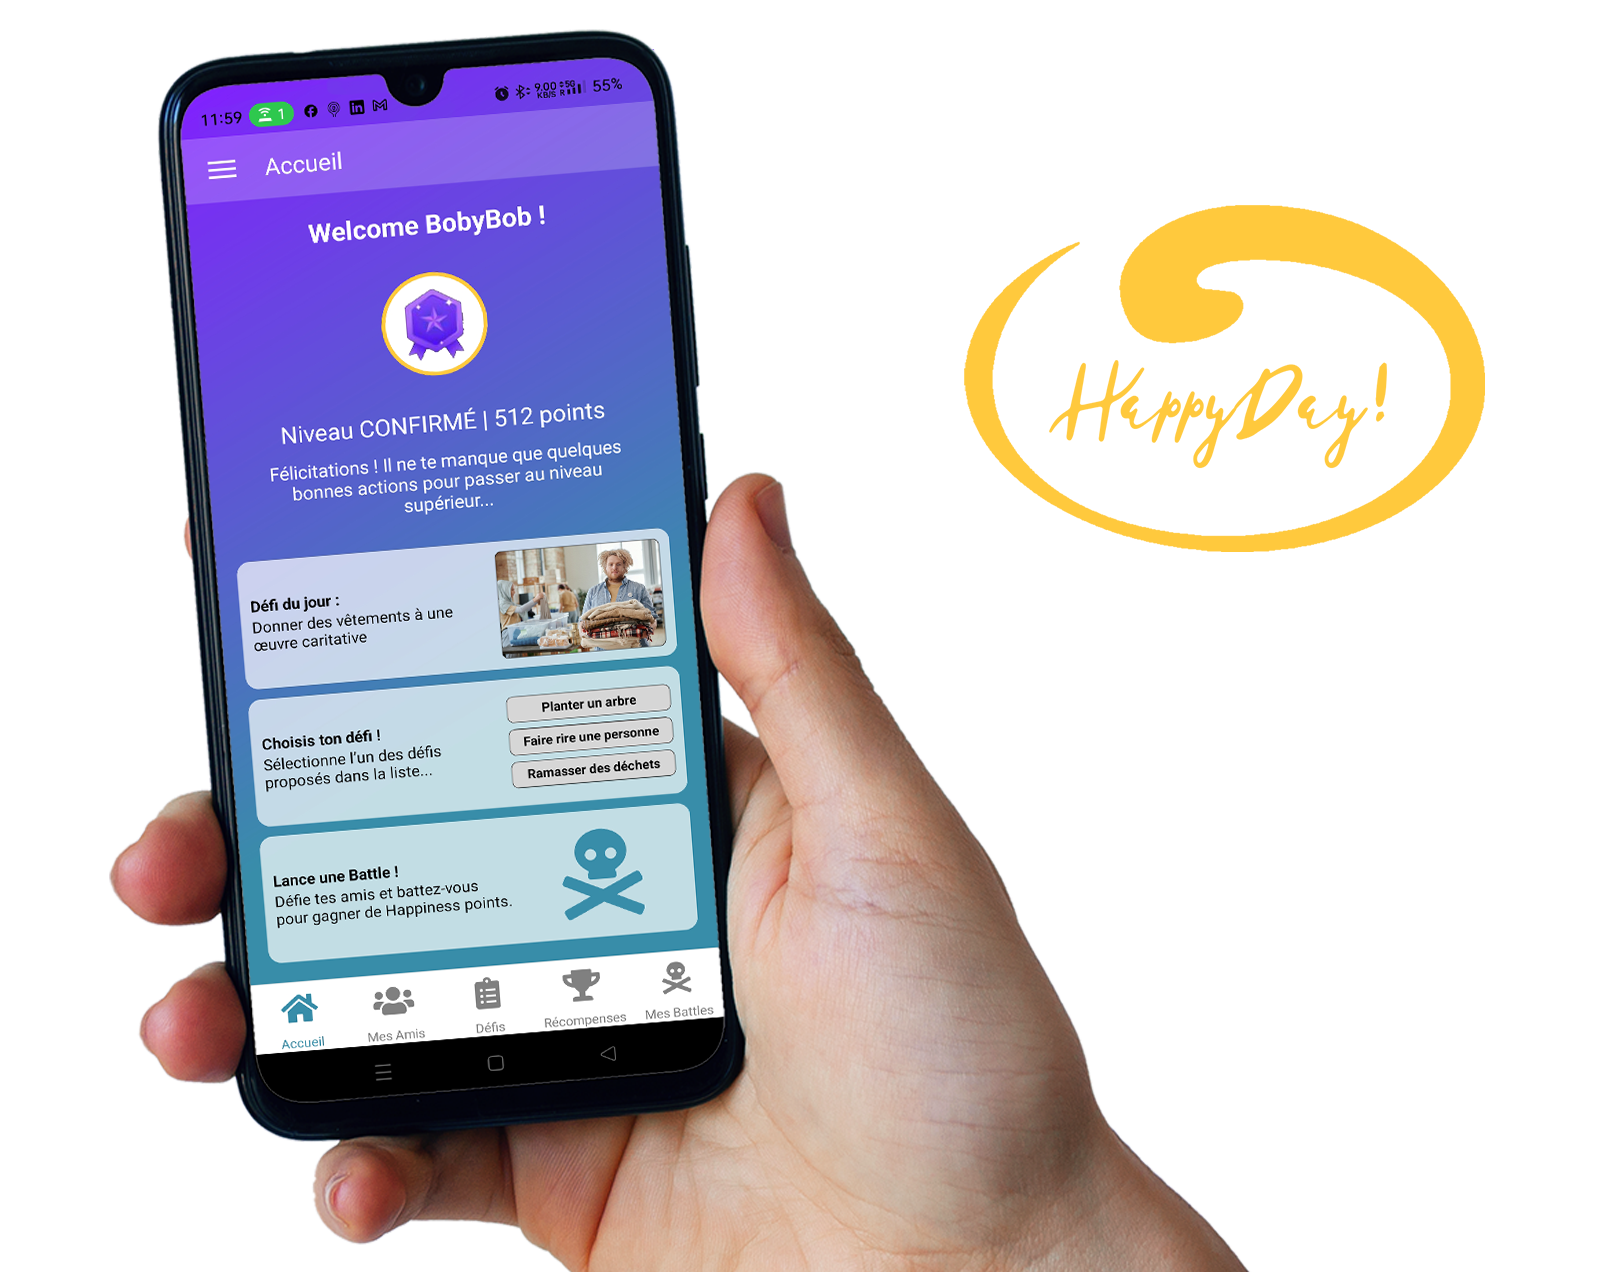 11:59 1 9.00 KB/S 5G R 55%
Accueil
Welcome BobyBob !
Niveau CONFIRMÉ | 512 points
Félicitations ! Il ne te manque que quelques
bonnes actions pour passer au niveau
supérieur...
Défi du jour :
Donner des vêtements à une
œuvre caritative
Choisis ton défi !
Sélectionne l'un des défis
proposés dans la liste...
Planter un arbre
Faire rire une personne
Ramasser des déchets
Lance une Battle !
Défie tes amis et battez-vous
pour gagner de Happiness points.
Accueil
Mes Amis
Défis
Récompenses
Mes Battles
HappyDay!